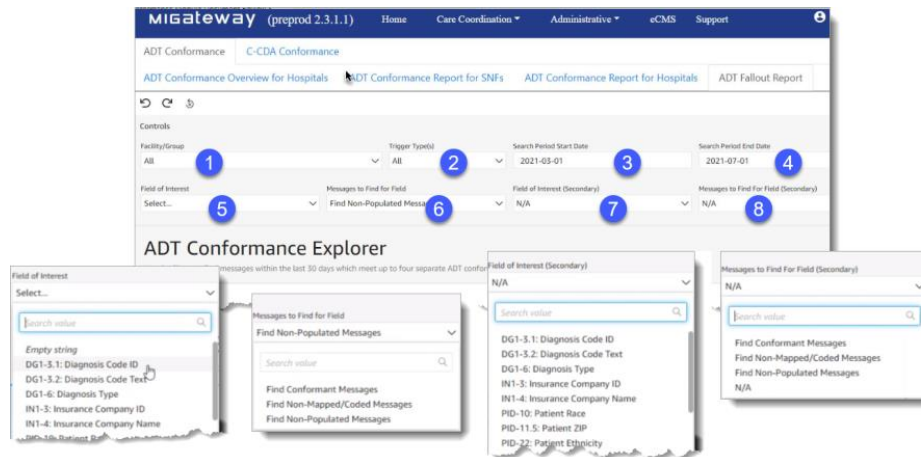 MIGateway (preprod 2.3.1.1) Home Care Coordination Administrative eCMS Support
ADT Conformance C-CDA Conformance
ADT Conformance Overview for Hospitals ADT Conformance Report for SNFs ADT Conformance Report for Hospitals ADT Fallout Report
Controls
Facility/Group Trigger Type(s) Search Period Start Date Search Period End Date
All 1 All 2 2021-03-01 3 2021-07-01 4
Field of Interest Messages to Find for Field Field of Interest (Secondary) Messages to Find For Field (Secondary)
Select... 5 Find Non-Populated Messag 6 N/A 7 N/A 8
ADT Conformance Explorer
messages within the last 30 days which meet up to four separate ADT confor
Field of Interest
Select...
Search value
Empty string
DG1-3.1: Diagnosis Code ID
DG1-3.2: Diagnosis Code Text
DG1-6: Diagnosis Type
IN1-3: Insurance Company ID
IN1-4: Insurance Company Name
PID-10: Patient Ra
Messages to Find for Field
Find Non-Populated Messages
Search value
Find Conformant Messages
Find Non-Mapped/Coded Messages
Find Non-Populated Messages
Field of Interest (Secondary)
N/A
Search value
DG1-3.1: Diagnosis Code ID
DG1-3.2: Diagnosis Code Text
DG1-6: Diagnosis Type
IN1-3: Insurance Company ID
IN1-4: Insurance Company Name
PID-10: Patient Race
PID-11.5: Patient ZIP
PID-22: Patient Ethnicity
Messages to Find For Field (Secondary)
N/A
Search value
Find Conformant Messages
Find Non-Mapped/Coded Messages
Find Non-Populated Messages
N/A